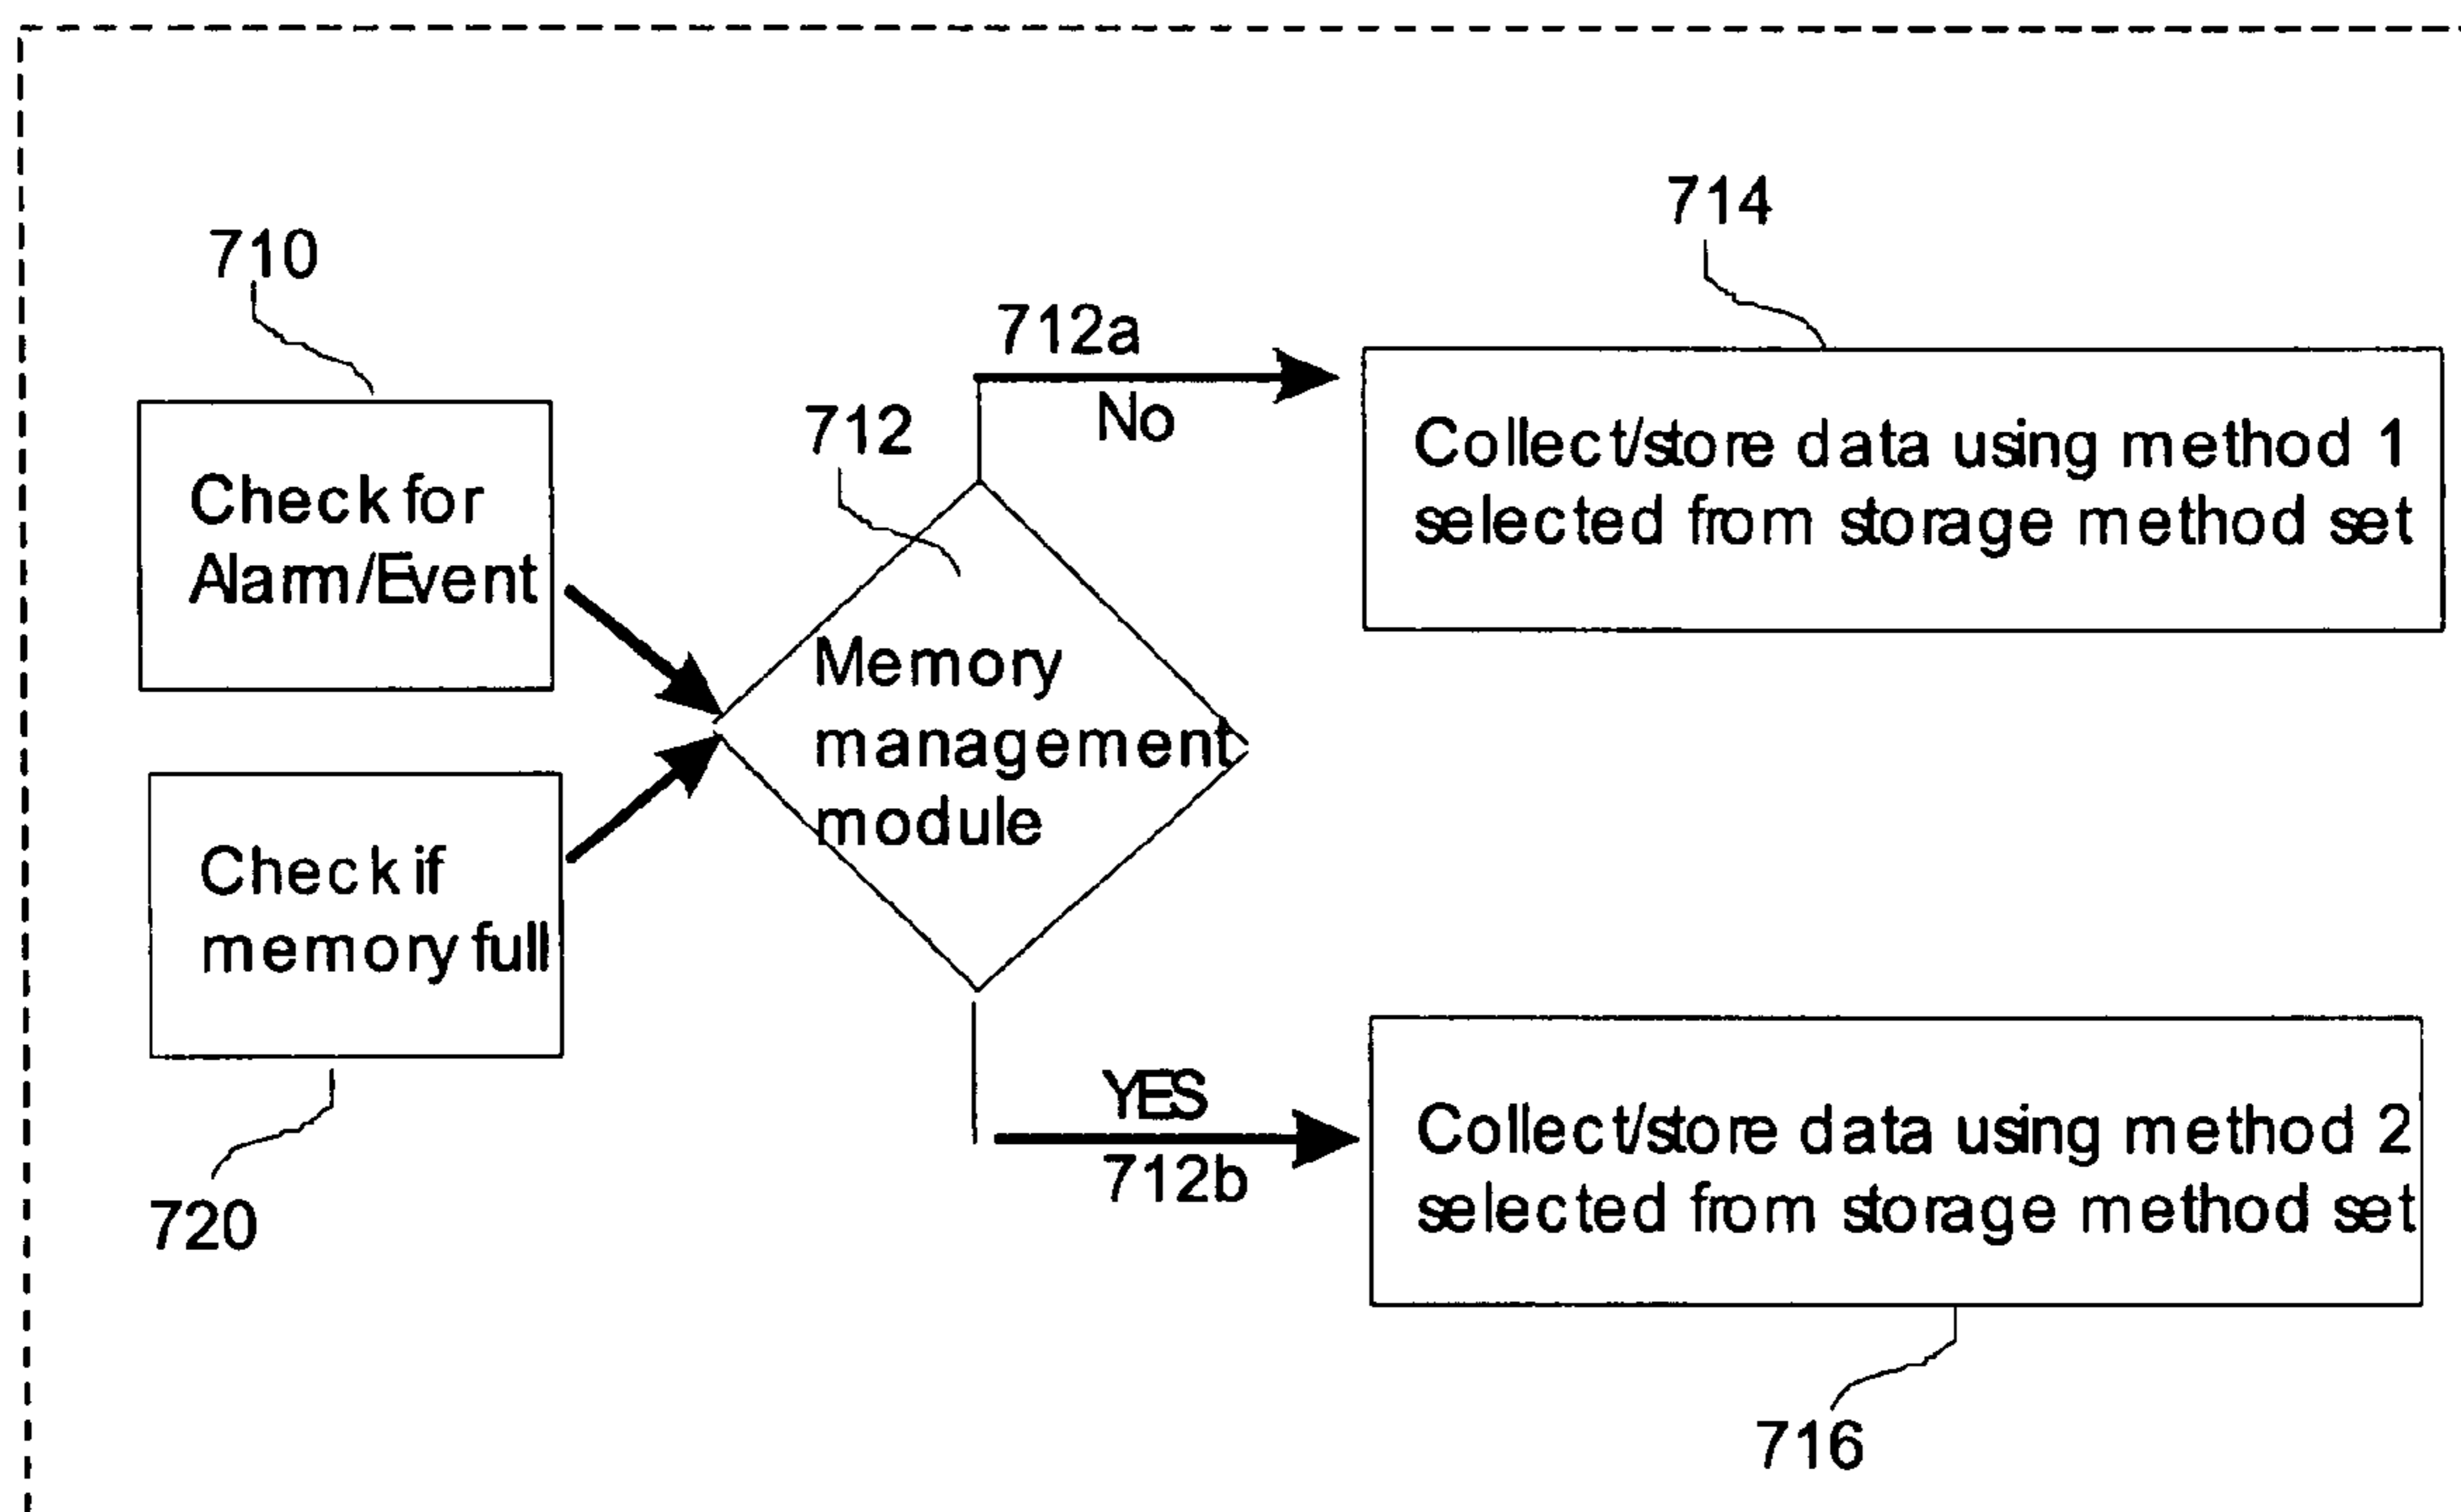 710
Check for
Alarm/Event
712
712a
No
714
Collect/store data using method 1
selected from storage method set
Memory
management
module
Check if
memory full
720
YES
712b
Collect/store data using method 2
selected from storage method set
716